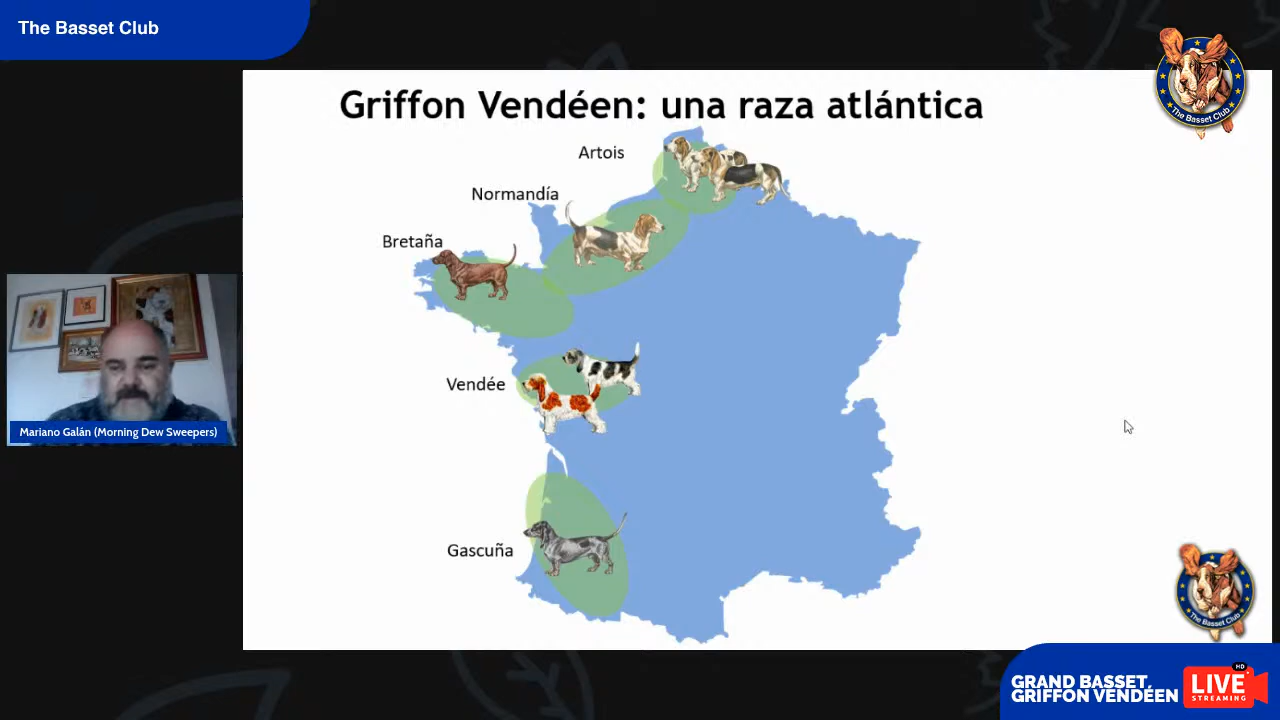 The Basset Club
The Basset Club
Griffon Vendéen: una raza atlántica
Artois
Normandía
Bretaña
Vendée
Mariano Galán (Morning Dew Sweepers)
Gascuña
The Basset Club
GRAND BASSET
GRIFFON VENDÉEN
HD
LIVE
STREAMING